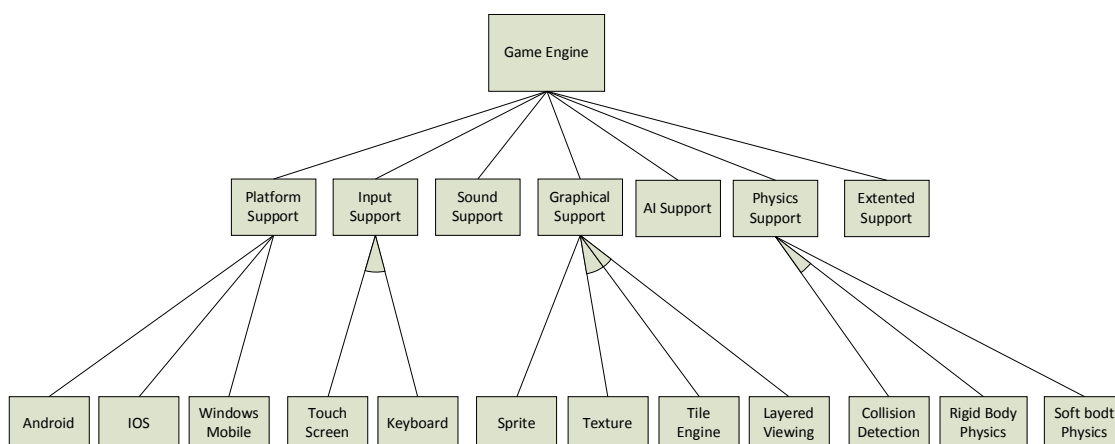 Game Engine
Platform
Support
Input
Support
Sound
Support
Graphical
Support
AI Support
Physics
Support
Extented
Support
Android
IOS
Windows
Mobile
Touch
Screen
Keyboard
Sprite
Texture
Tile
Engine
Layered
Viewing
Collision
Detection
Rigid Body
Physics
Soft bodt
Physics